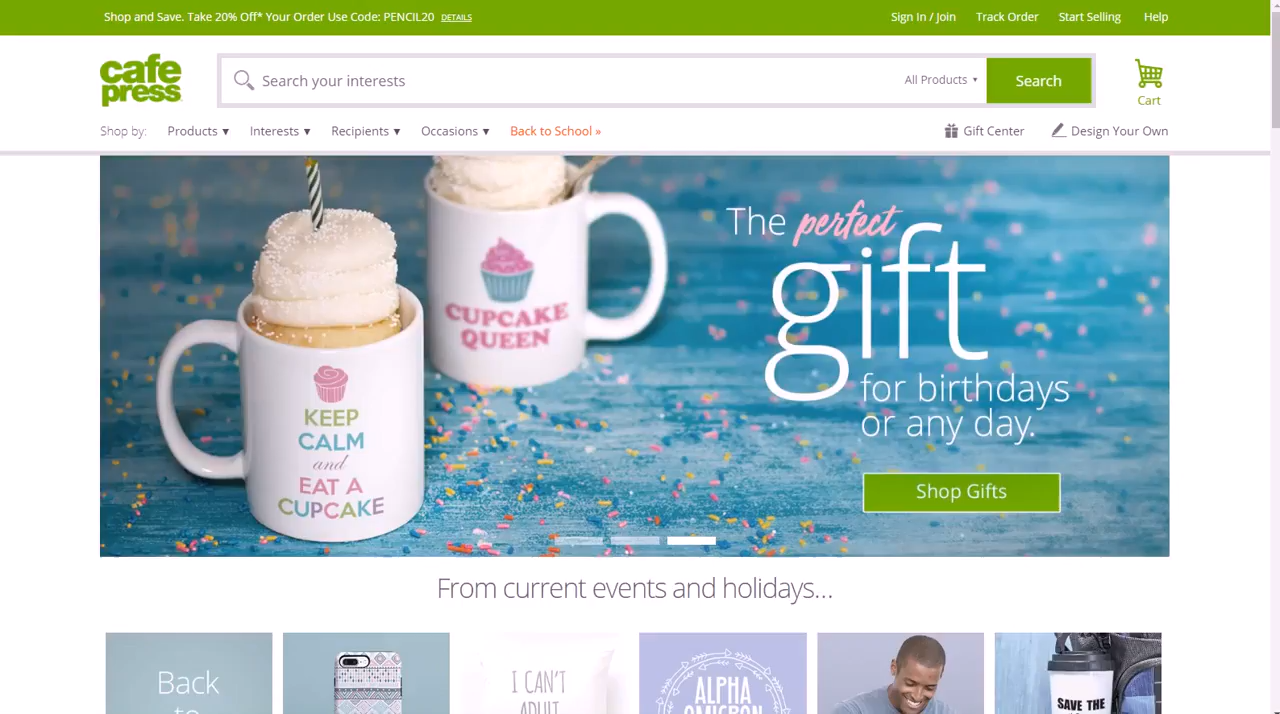 Shop and Save. Take 20% Off* Your Order Use Code: PENCIL20 DETAILS
Sign In / Join Track Order Start Selling Help
cafe
press
Search your interests
All Products ▾
Search
Cart
Shop by: Products ▼ Interests ▼ Recipients ▼ Occasions ▼ Back to School »
Gift Center Design Your Own
CUPCAKE
QUEEN
KEEP
CALM
and
EAT A
CUPCAKE
The perfect
gift
for birthdays
or any day.
Shop Gifts
From current events and holidays...
Back
to
I CAN'T
ADULT
ALPHA
OMICRON
SAVE THE